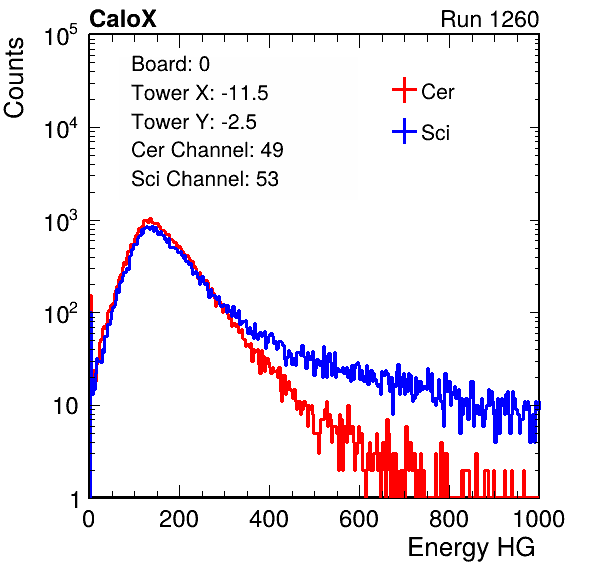 CaloX Run 1260
Counts
Board: 0
Tower X: -11.5
Tower Y: -2.5
Cer Channel: 49
Sci Channel: 53
Cer
Sci
10^5
10^4
10^3
10^2
10
1
0 200 400 600 800 1000
Energy HG